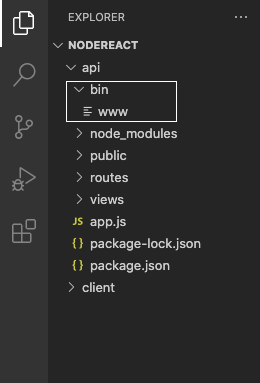 EXPLORER
NODEREACT
api
bin
www
node_modules
public
routes
views
JS app.js
{ } package-lock.json
{ } package.json
client